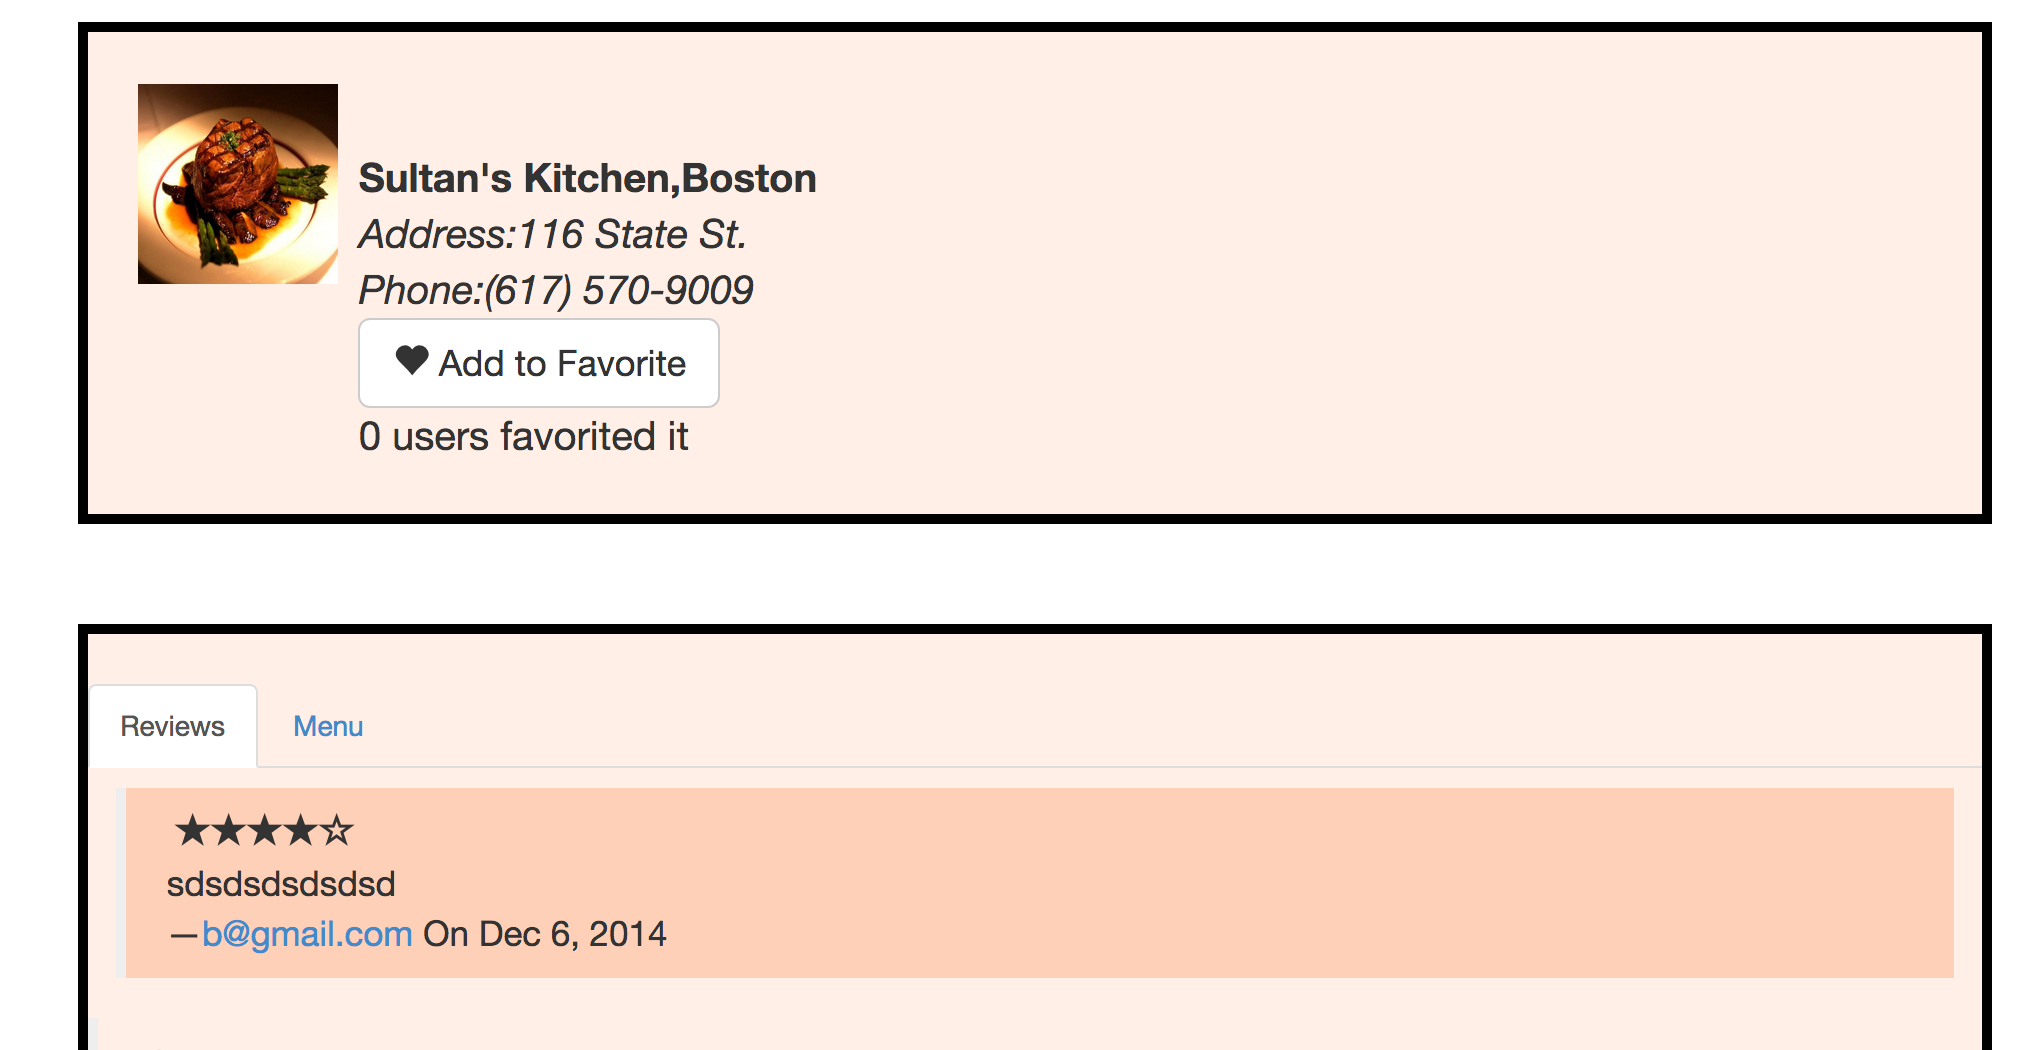 Sultan's Kitchen,Boston
Address:116 State St.
Phone:(617) 570-9009
♥ Add to Favorite
0 users favorited it
Reviews Menu
★★★★☆
sdsdsdsdsdsd
—b@gmail.com On Dec 6, 2014